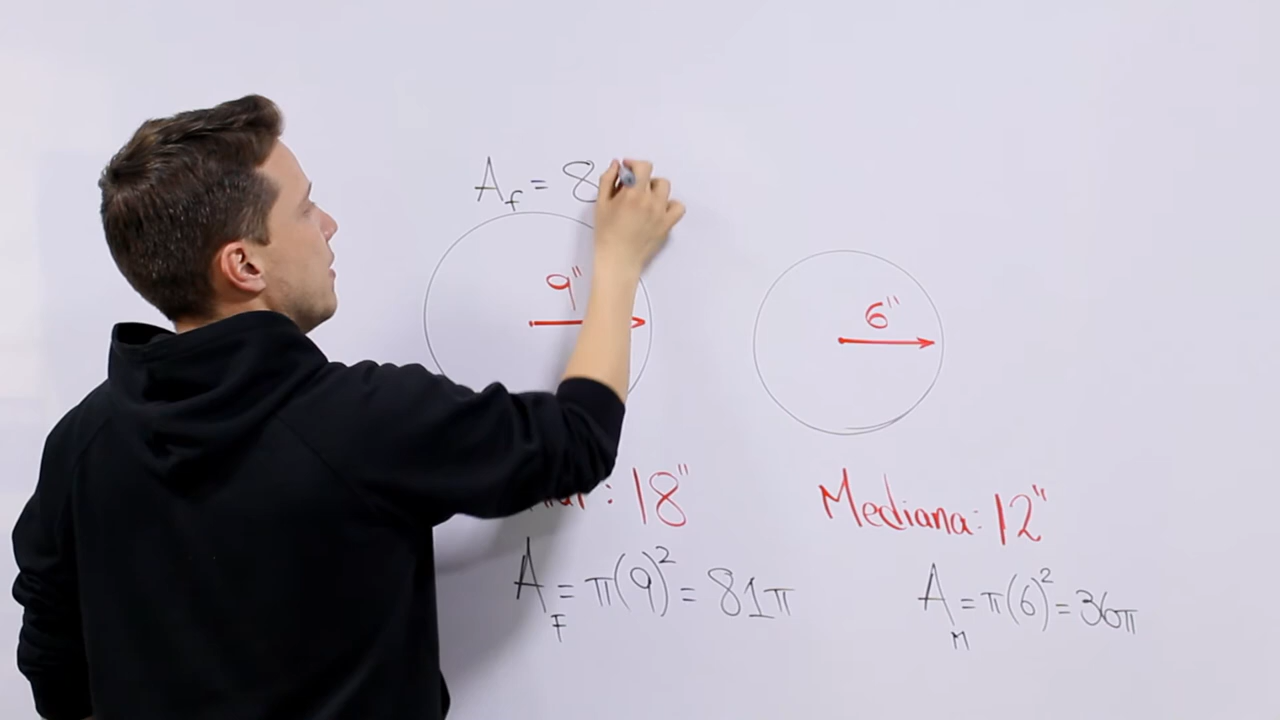 A_f = 8
9"
6"
: 18"
Mediana: 12"
A_F = π(9)² = 81π
A_M = π(6)² = 36π